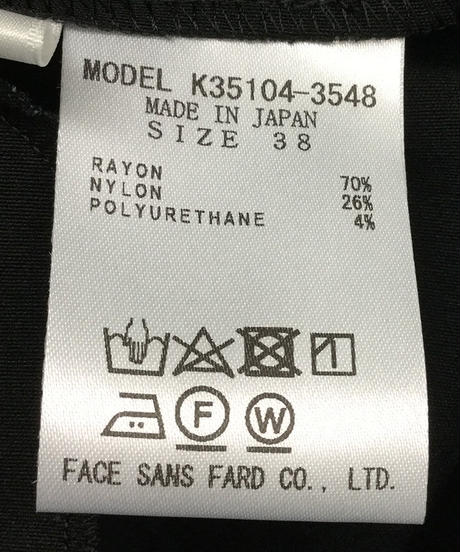 MODEL K35104-3548
MADE IN JAPAN
SIZE 38
RAYON 70%
NYLON 26%
POLYURETHANE 4%
F W
FACE SANS FARD CO., LTD.